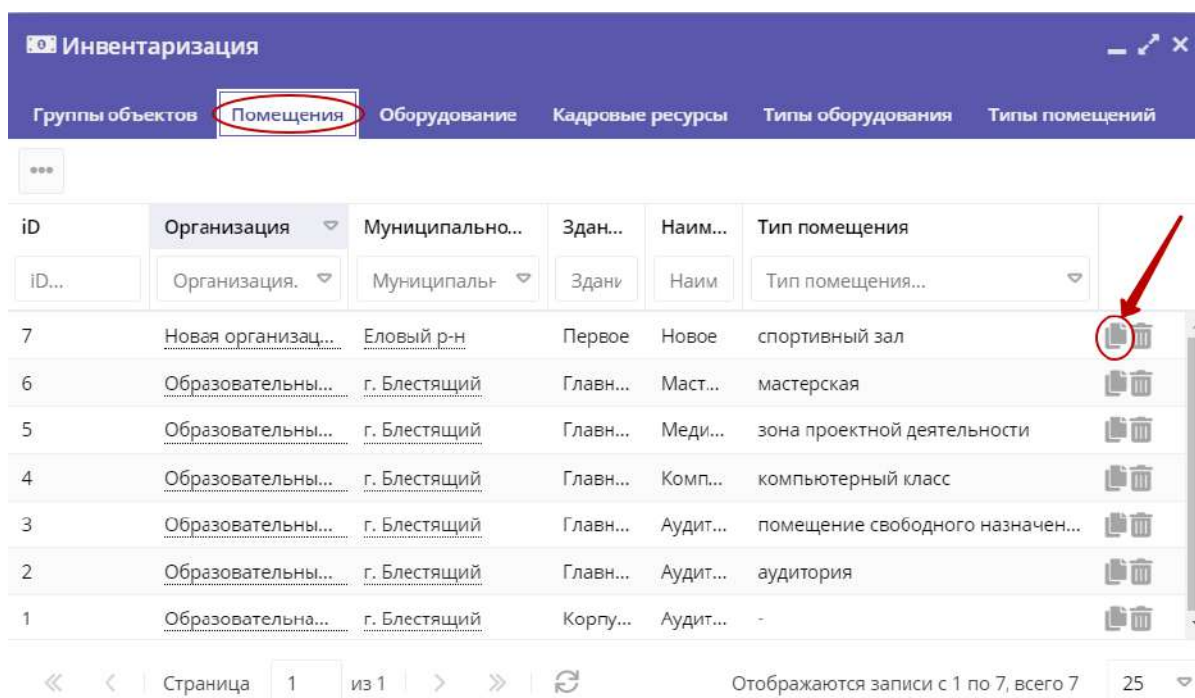 Инвентаризация
Группы объектов Помещения Оборудование Кадровые ресурсы Типы оборудования Типы помещений
iD Организация Муниципально... Здан... Наим... Тип помещения
iD... Организация. Муниципальн Здани Наим Тип помещения...
7 Новая организац... Еловый р-н Первое Новое спортивный зал
6 Образовательны... г. Блестящий Главн... Маст... мастерская
5 Образовательны... г. Блестящий Главн... Меди... зона проектной деятельности
4 Образовательны... г. Блестящий Главн... Комп... компьютерный класс
3 Образовательны... г. Блестящий Главн... Аудит... помещение свободного назначен...
2 Образовательны... г. Блестящий Главн... Аудит... аудитория
1 Образовательна... г. Блестящий Корпу... Аудит... -
Страница 1 из 1 Отображаются записи с 1 по 7, всего 7 25